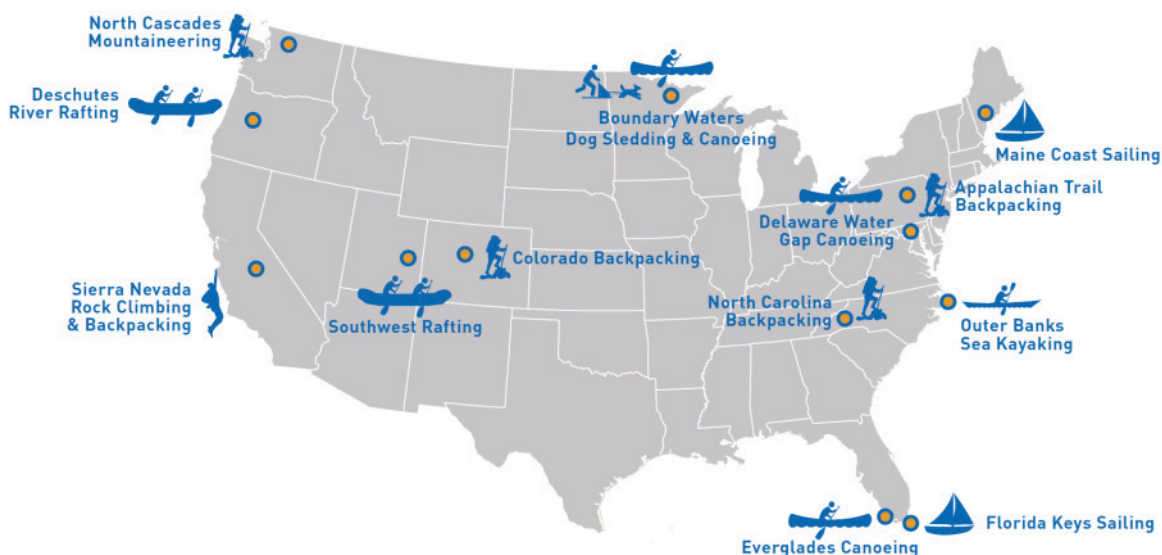 North Cascades
Mountaineering
Deschutes
River Rafting
Boundary Waters
Dog Sledding & Canoeing
Maine Coast Sailing
Appalachian Trail
Backpacking
Delaware Water
Gap Canoeing
Colorado Backpacking
Sierra Nevada
Rock Climbing
& Backpacking
Southwest Rafting
North Carolina
Backpacking
Outer Banks
Sea Kayaking
Florida Keys Sailing
Everglades Canoeing